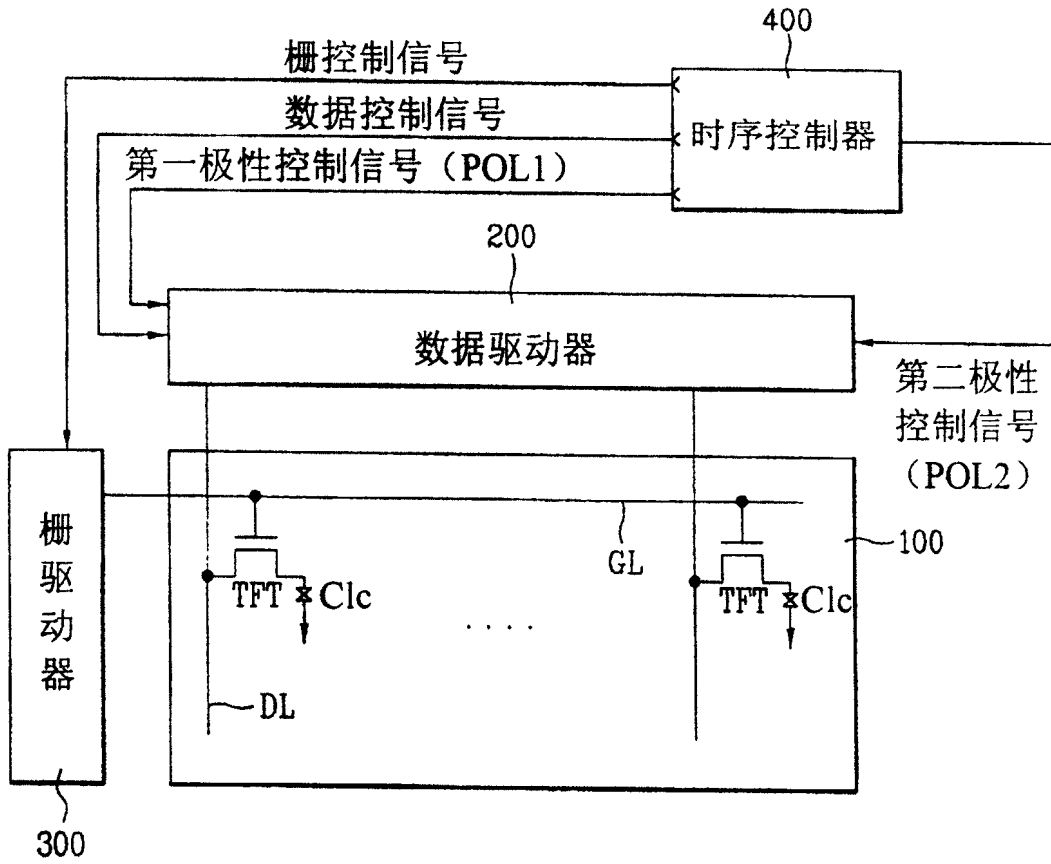 400
栅控制信号
数据控制信号
时序控制器
第一极性控制信号（POL1）
200
数据驱动器
第二极性
控制信号
（POL2）
栅驱动器
GL
100
TFT
Clc
TFT
Clc
. . . .
DL
300